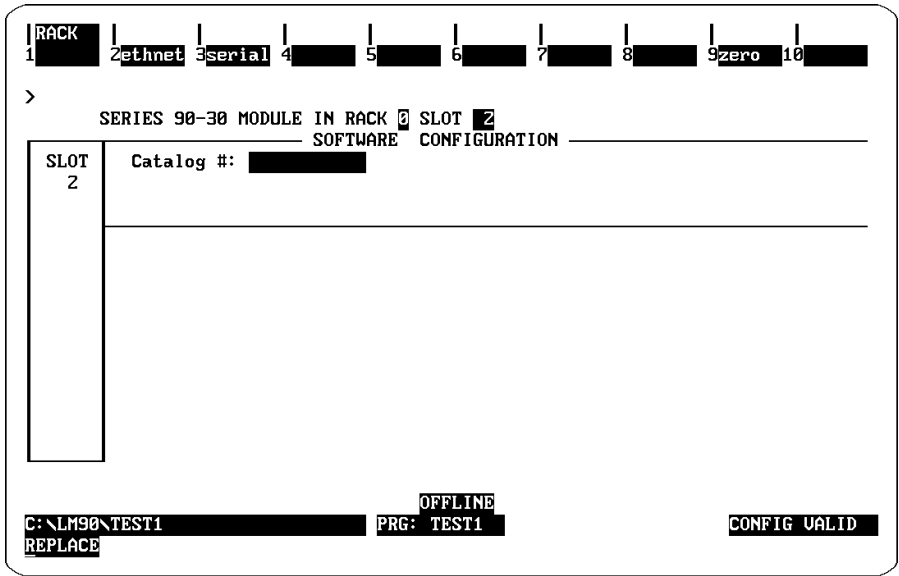 RACK
1 2ethnet 3serial 4 5 6 7 8 9zero 10
>
SERIES 90-30 MODULE IN RACK 0 SLOT 2
SOFTWARE CONFIGURATION
SLOT Catalog #:
2
OFFLINE
C:\LM90\TEST1 PRG: TEST1 CONFIG VALID
REPLACE